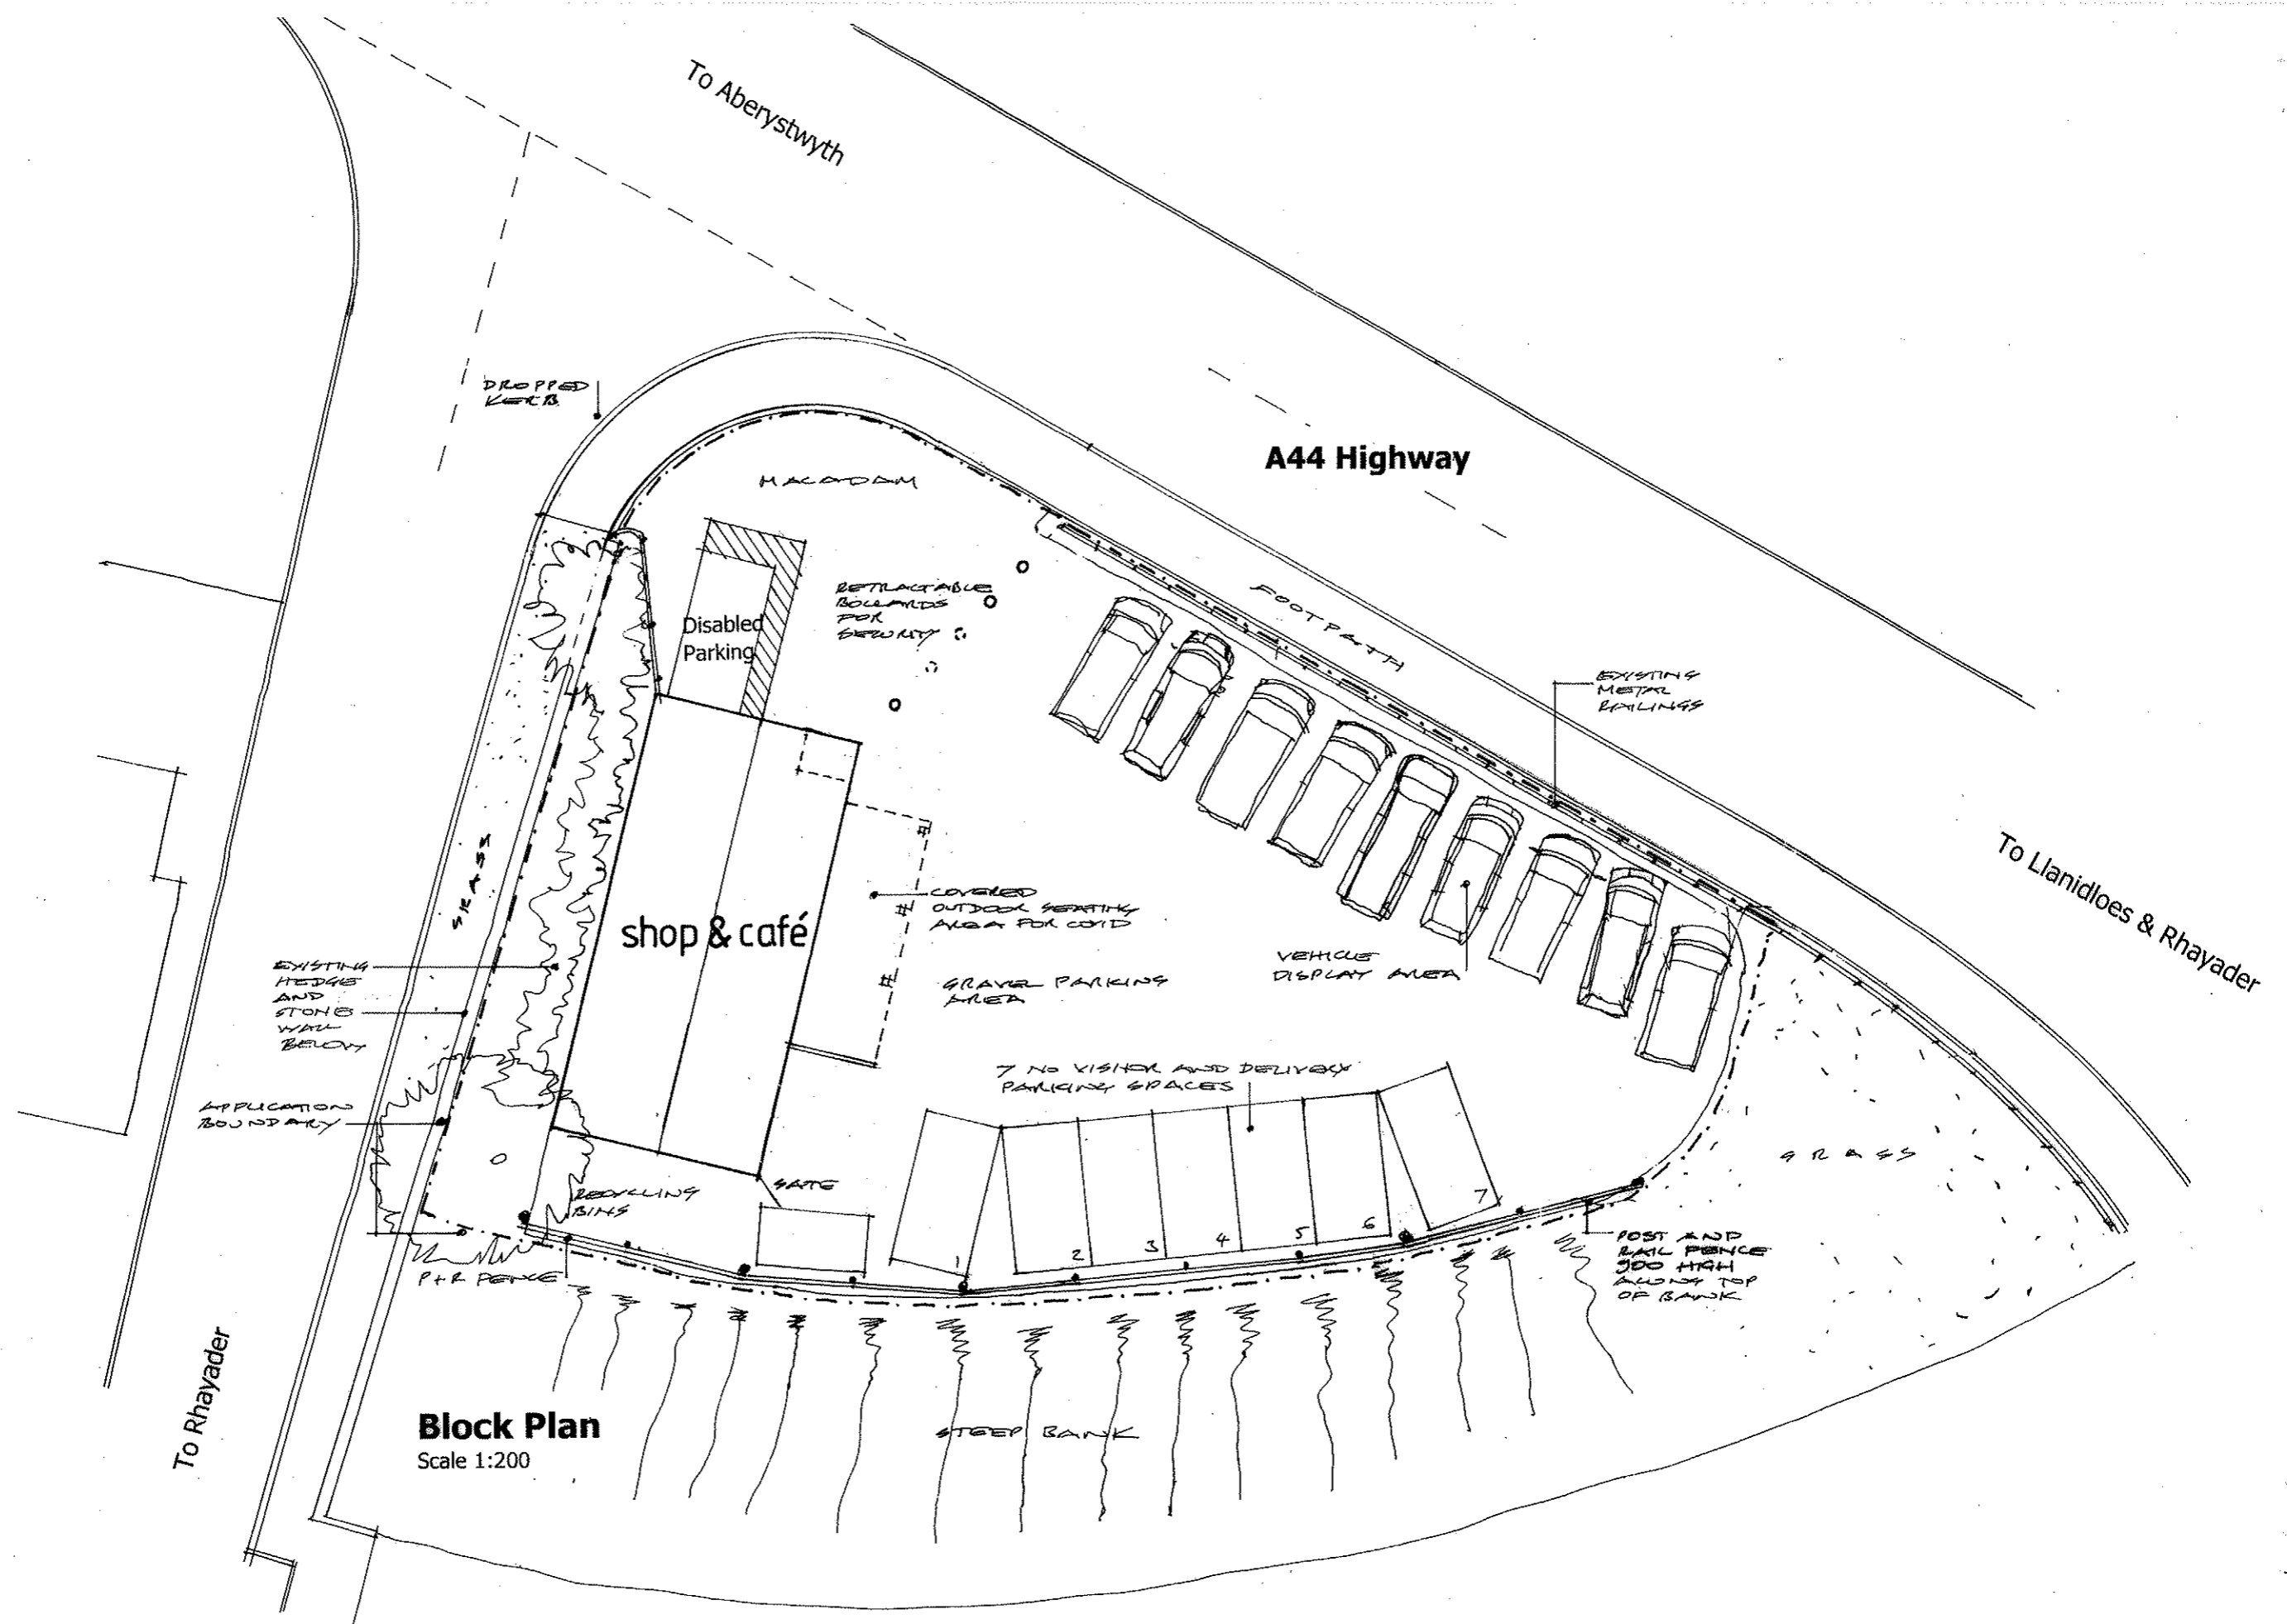 To Aberystwyth
DROPPED
KERB
A44 Highway
MACADAM
FOOTPATH
RETRACTABLE
BOLLARDS
FOR
SECURITY
Disabled
Parking
EXISTING
METAL
RAILINGS
To Llanidloes & Rhayader
GRASS
shop & café
COVERED
OUTDOOR SEATING
AREA FOR COVID
EXISTING
HEDGE
AND
STONE
WALL
BELOW
VEHICLE
DISPLAY AREA
GRAVEL PARKING
AREA
7 NO VISITOR AND DELIVERY
PARKING SPACES
APPLICATION
BOUNDARY
GRASS
GATE
RECYCLING
BINS
1
2
3
4
5
6
7
P+R FENCE
POST AND
RAIL FENCE
900 HIGH
ALONG TOP
OF BANK
To Rhayader
Block Plan
Scale 1:200
STEEP BANK